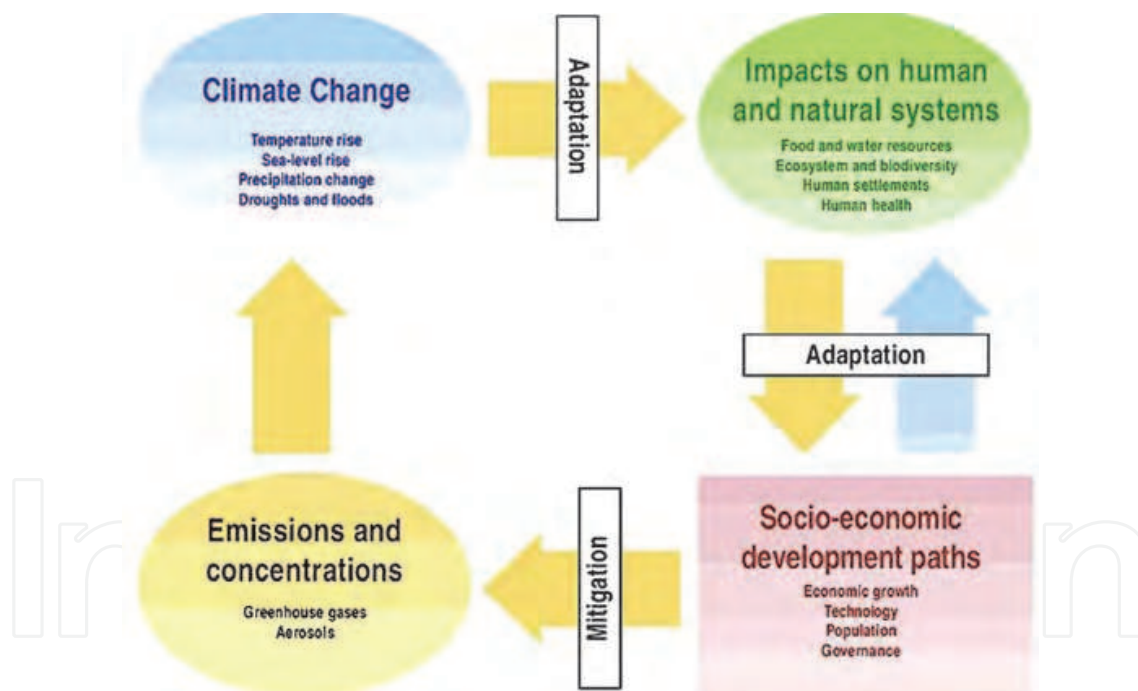 Climate Change
Temperature rise
Sea-level rise
Precipitation change
Droughts and floods
Adaptation
Impacts on human
and natural systems
Food and water resources
Ecosystem and biodiversity
Human settlements
Human health
Adaptation
Emissions and
concentrations
Greenhouse gases
Aerosols
Mitigation
Socio-economic
development paths
Economic growth
Technology
Population
Governance